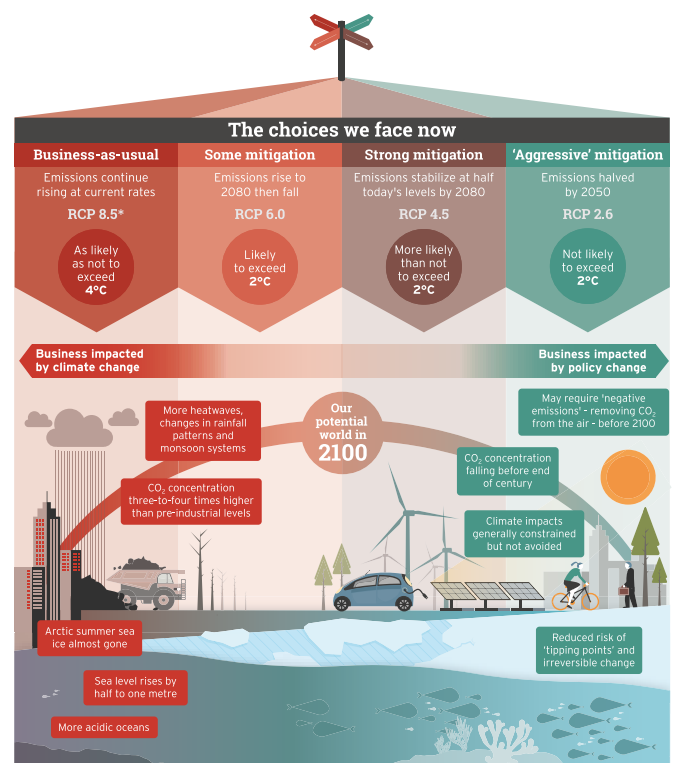 The choices we face now
Business-as-usual
Emissions continue
rising at current rates
RCP 8.5*
As likely
as not to
exceed
4°C
Some mitigation
Emissions rise to
2080 then fall
RCP 6.0
Likely
to exceed
2°C
Strong mitigation
Emissions stabilize at half
today's levels by 2080
RCP 4.5
More likely
than not
to exceed
2°C
‘Aggressive’ mitigation
Emissions halved
by 2050
RCP 2.6
Not likely
to exceed
2°C
Business impacted
by climate change
Business impacted
by policy change
Our
potential
world in
2100
More heatwaves,
changes in rainfall
patterns and
monsoon systems
CO₂ concentration
three-to-four times higher
than pre-industrial levels
May require 'negative
emissions' - removing CO₂
from the air - before 2100
CO₂ concentration
falling before end
of century
Climate impacts
generally constrained
but not avoided
Arctic summer sea
ice almost gone
Sea level rises by
half to one metre
More acidic oceans
Reduced risk of
'tipping points' and
irreversible change